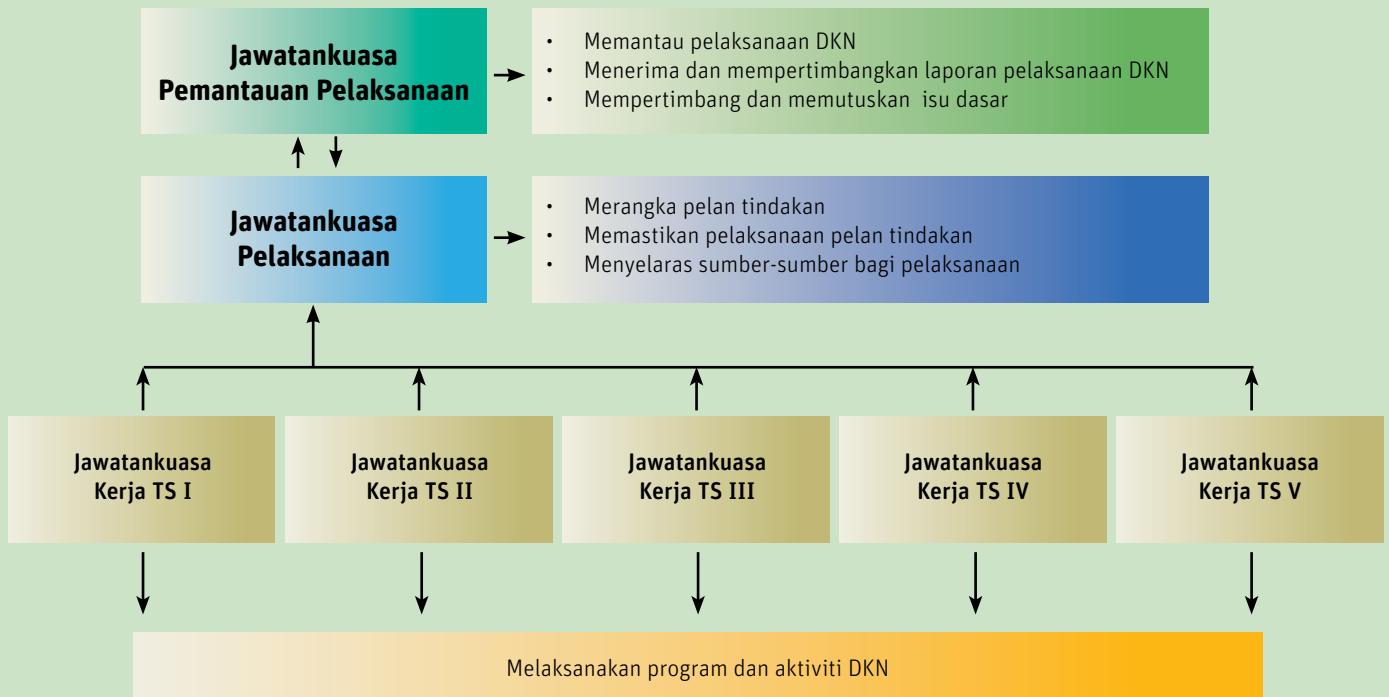 Jawatankuasa
Pemantauan Pelaksanaan
• Memantau pelaksanaan DKN
• Menerima dan mempertimbangkan laporan pelaksanaan DKN
• Mempertimbang dan memutuskan isu dasar
Jawatankuasa
Pelaksanaan
• Merangka pelan tindakan
• Memastikan pelaksanaan pelan tindakan
• Menyelaras sumber-sumber bagi pelaksanaan
Jawatankuasa
Kerja TS I
Jawatankuasa
Kerja TS II
Jawatankuasa
Kerja TS III
Jawatankuasa
Kerja TS IV
Jawatankuasa
Kerja TS V
Melaksanakan program dan aktiviti DKN